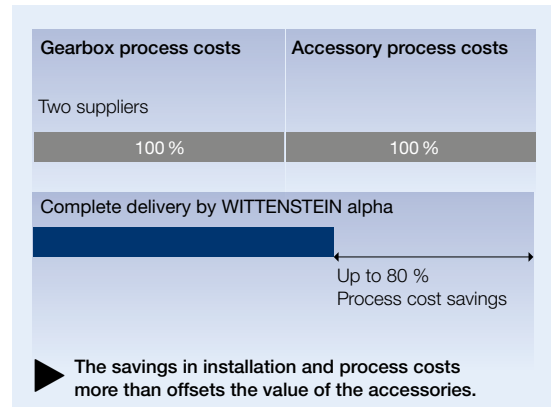 Gearbox process costs
Accessory process costs
Two suppliers
100 %
100 %
Complete delivery by WITTENSTEIN alpha
Up to 80 %
Process cost savings
The savings in installation and process costs
more than offsets the value of the accessories.